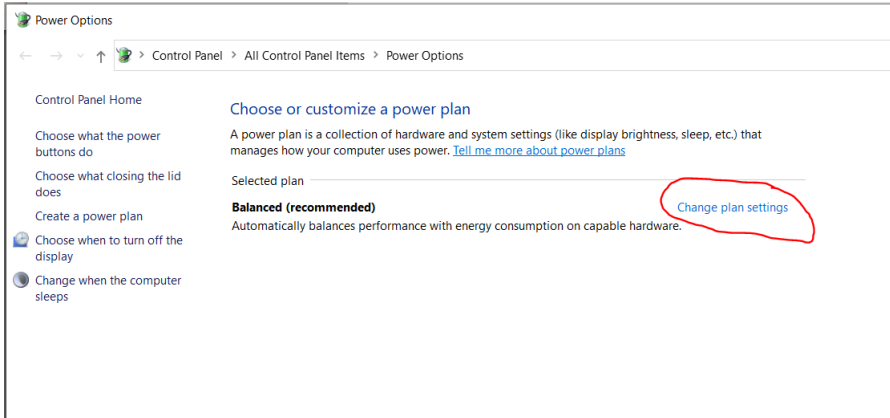 Power Options
Control Panel > All Control Panel Items > Power Options
Control Panel Home
Choose what the power
buttons do
Choose what closing the lid
does
Create a power plan
Choose when to turn off the
display
Change when the computer
sleeps
Choose or customize a power plan
A power plan is a collection of hardware and system settings (like display brightness, sleep, etc.) that
manages how your computer uses power. Tell me more about power plans
Selected plan
Balanced (recommended) Change plan settings
Automatically balances performance with energy consumption on capable hardware.